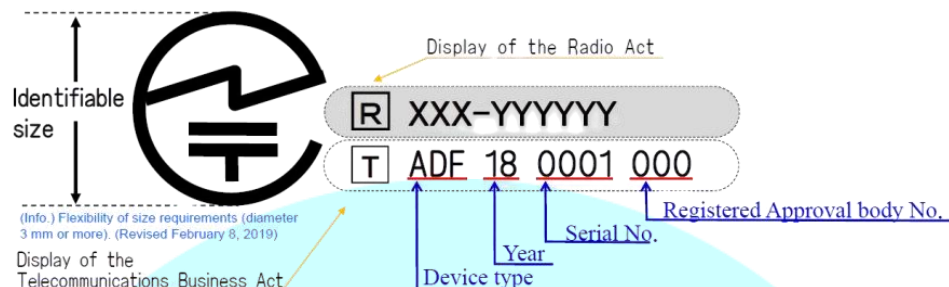 Display of the Radio Act
Identifiable
size
R XXX-YYYYYY
T ADF 18 0001 000
(Info.) Flexibility of size requirements (diameter
3 mm or more). (Revised February 8, 2019)
Registered Approval body No.
Serial No.
Year
Device type
Display of the
Telecommunications Business Act